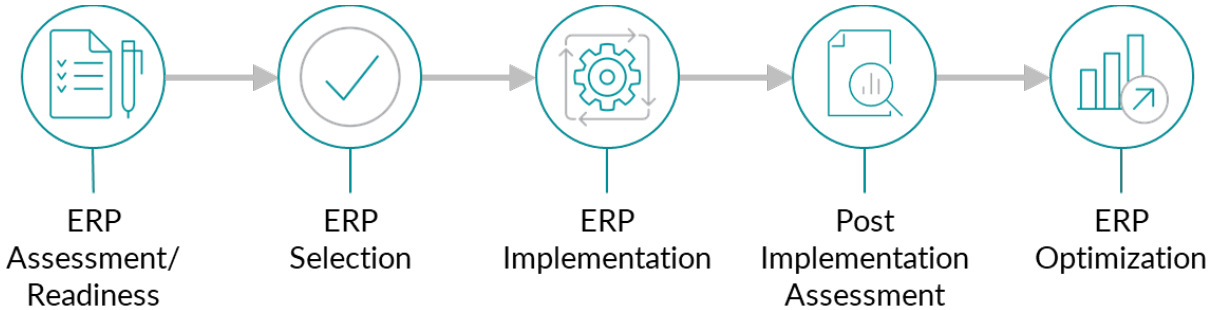 ERP
Assessment/
Readiness
ERP
Selection
ERP
Implementation
Post
Implementation
Assessment
ERP
Optimization